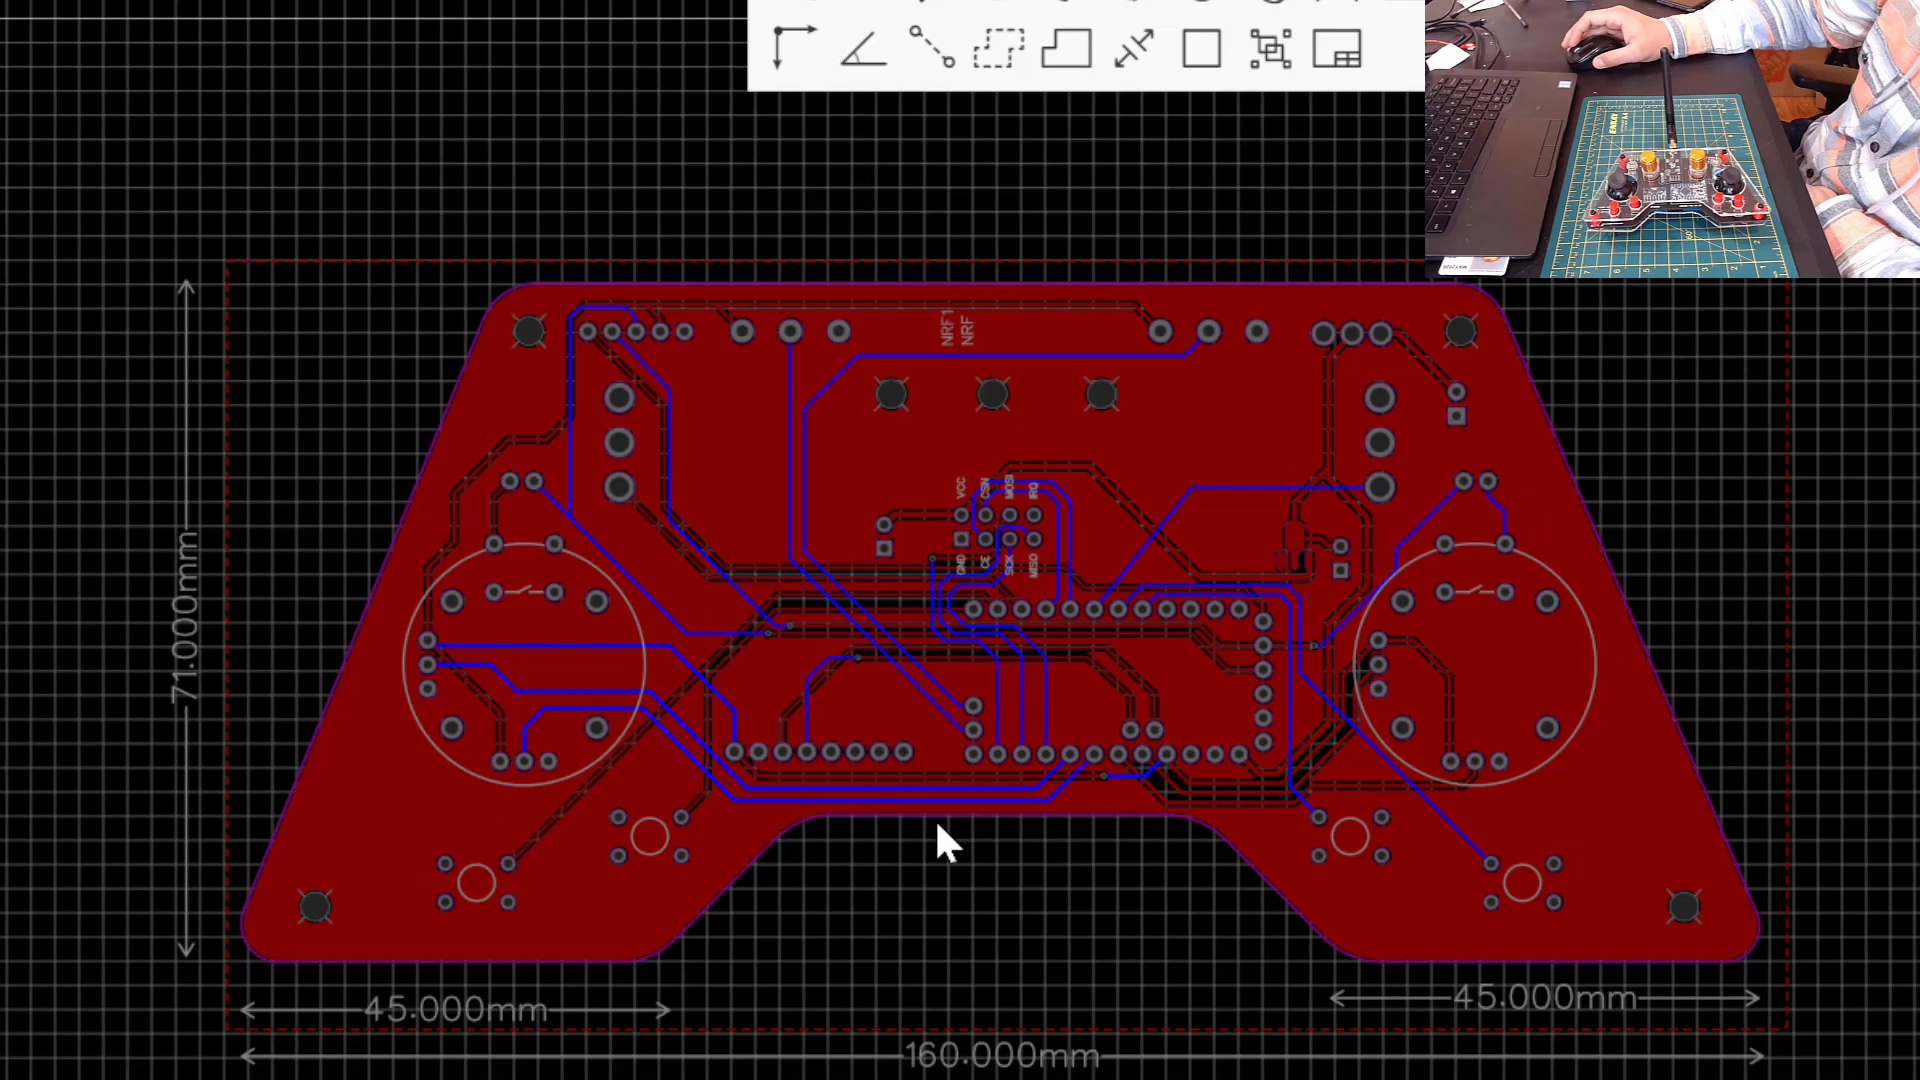 NRF1
NRF
71.000mm
VCC
CSN
MOSI
IRQ
GND
CE
SCK
MISO
45.000mm
45.000mm
160.000mm